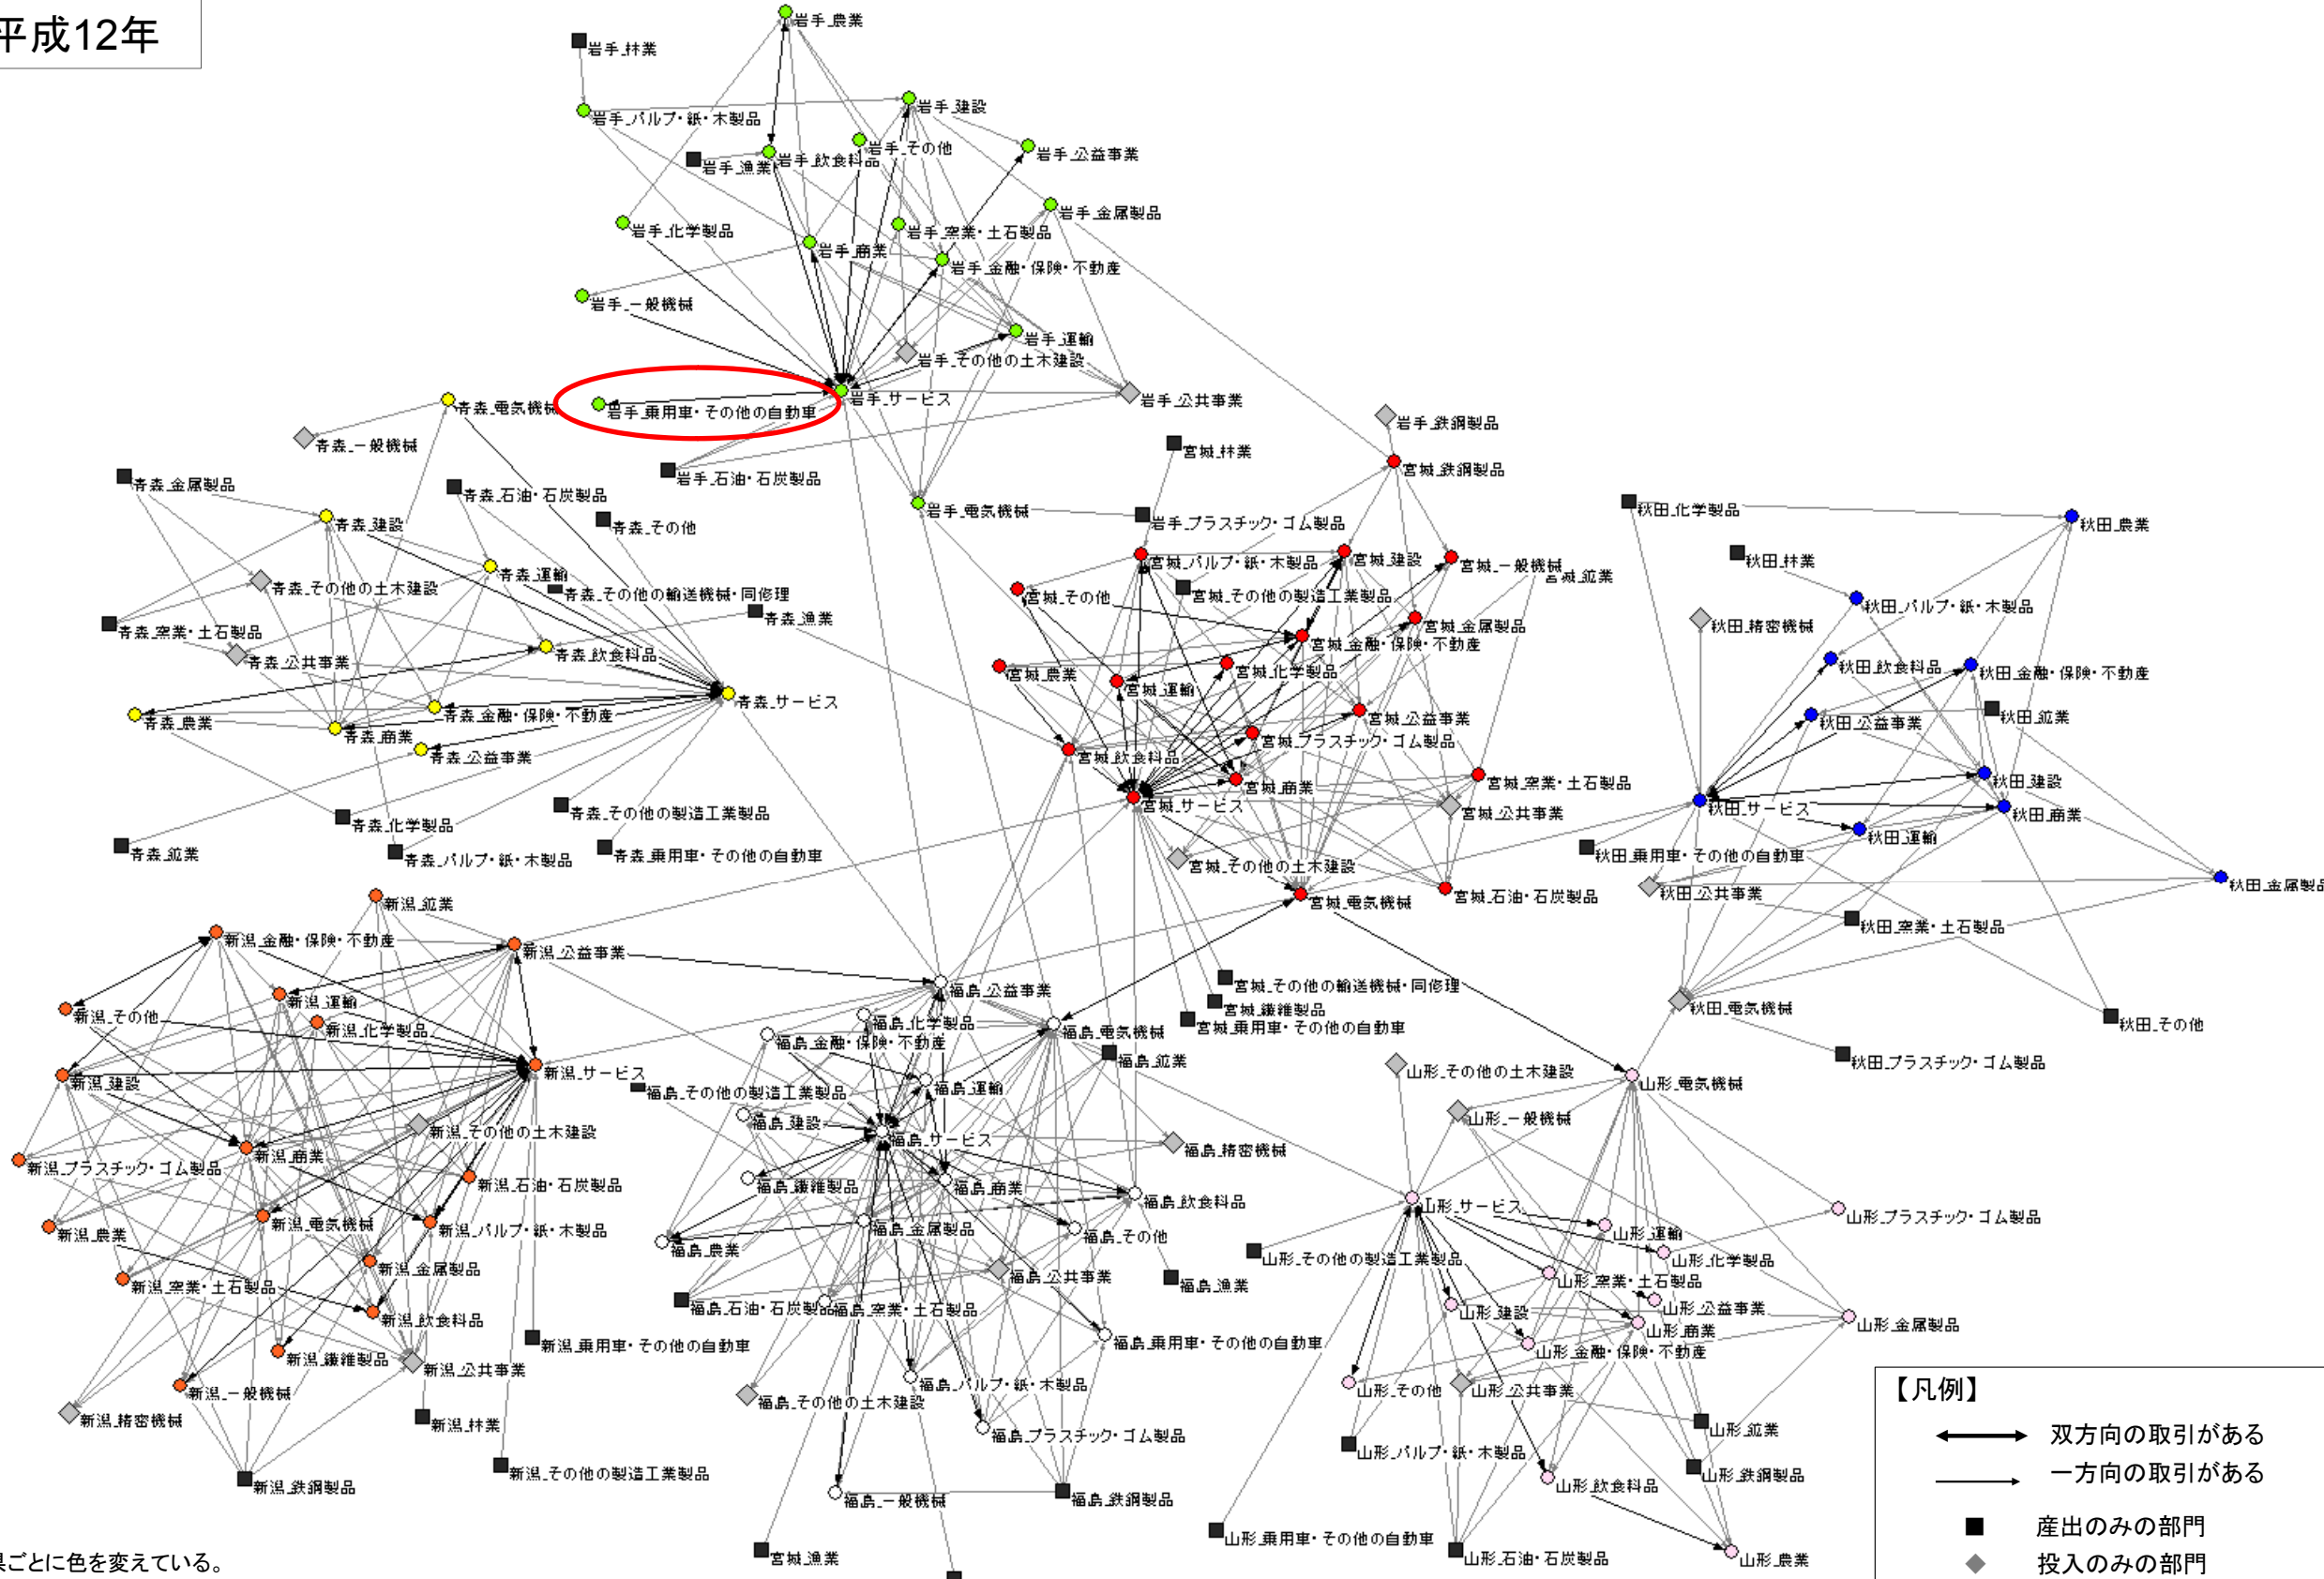 平成12年
岩手_農業
岩手_林業
岩手_建設
岩手_パルプ・紙・木製品
岩手_その他
岩手_公益事業
岩手_飲食料品
岩手_漁業
岩手_金属製品
岩手_化学製品
岩手_窯業・土石製品
岩手_商業
岩手_金融・保険・不動産
岩手_一般機械
岩手_運輸
岩手_その他の土木建設
岩手_サービス
岩手_公共事業
岩手_乗用車・その他の自動車
岩手_鉄鋼製品
岩手_石油・石炭製品
岩手_電気機械
岩手_プラスチック・ゴム製品
青森_電気機械
青森_一般機械
青森_金属製品
青森_石油・石炭製品
青森_建設
青森_その他
青森_運輸
青森_その他の土木建設
青森_その他の輸送機械・同修理
青森_漁業
青森_窯業・土石製品
青森_公共事業
青森_飲食料品
青森_サービス
青森_農業
青森_金融・保険・不動産
青森_商業
青森_公益事業
青森_その他の製造工業製品
青森_化学製品
青森_鉱業
青森_パルプ・紙・木製品
青森_乗用車・その他の自動車
宮城_林業
宮城_鉄鋼製品
宮城_パルプ・紙・木製品
宮城_建設
宮城_一般機械
宮城_鉱業
宮城_その他
宮城_その他の製造工業製品
宮城_金属製品
宮城_金融・保険・不動産
宮城_農業
宮城_化学製品
宮城_運輸
宮城_公益事業
宮城_プラスチック・ゴム製品
宮城_飲食料品
宮城_商業
宮城_窯業・土石製品
宮城_サービス
宮城_公共事業
宮城_その他の土木建設
宮城_電気機械
宮城_石油・石炭製品
宮城_その他の輸送機械・同修理
宮城_繊維製品
宮城_乗用車・その他の自動車
秋田_化学製品
秋田_農業
秋田_林業
秋田_パルプ・紙・木製品
秋田_精密機械
秋田_飲食料品
秋田_金融・保険・不動産
秋田_公益事業
秋田_鉱業
秋田_建設
秋田_サービス
秋田_商業
秋田_運輸
秋田_乗用車・その他の自動車
秋田_公共事業
秋田_金属製品
秋田_窯業・土石製品
秋田_電気機械
秋田_その他
秋田_プラスチック・ゴム製品
新潟_鉱業
新潟_金融・保険・不動産
新潟_公益事業
新潟_運輸
新潟_その他
新潟_化学製品
新潟_サービス
新潟_建設
新潟_その他の土木建設
新潟_商業
新潟_プラスチック・ゴム製品
新潟_石油・石炭製品
新潟_電気機械
新潟_パルプ・紙・木製品
新潟_農業
新潟_金属製品
新潟_窯業・土石製品
新潟_飲食料品
新潟_乗用車・その他の自動車
新潟_繊維製品
新潟_公共事業
新潟_一般機械
新潟_精密機械
新潟_林業
新潟_その他の製造工業製品
新潟_鉄鋼製品
福島_公益事業
福島_化学製品
福島_電気機械
福島_金融・保険・不動産
福島_鉱業
福島_運輸
福島_その他の製造工業製品
福島_建設
福島_サービス
福島_精密機械
福島_繊維製品
福島_商業
福島_飲食料品
福島_金属製品
福島_その他
福島_農業
福島_公共事業
福島_漁業
福島_石油・石炭製品
福島_窯業・土石製品
福島_乗用車・その他の自動車
福島_パルプ・紙・木製品
福島_その他の土木建設
福島_プラスチック・ゴム製品
福島_一般機械
福島_鉄鋼製品
宮城_漁業
山形_その他の土木建設
山形_電気機械
山形_一般機械
山形_サービス
山形_プラスチック・ゴム製品
山形_運輸
山形_その他の製造工業製品
山形_化学製品
山形_窯業・土石製品
山形_公益事業
山形_建設
山形_商業
山形_金属製品
山形_金融・保険・不動産
山形_その他
山形_公共事業
山形_鉱業
山形_パルプ・紙・木製品
山形_鉄鋼製品
山形_飲食料品
山形_乗用車・その他の自動車
山形_石油・石炭製品
山形_農業
【凡例】
双方向の取引がある
一方向の取引がある
産出のみの部門
投入のみの部門
県ごとに色を変えている。